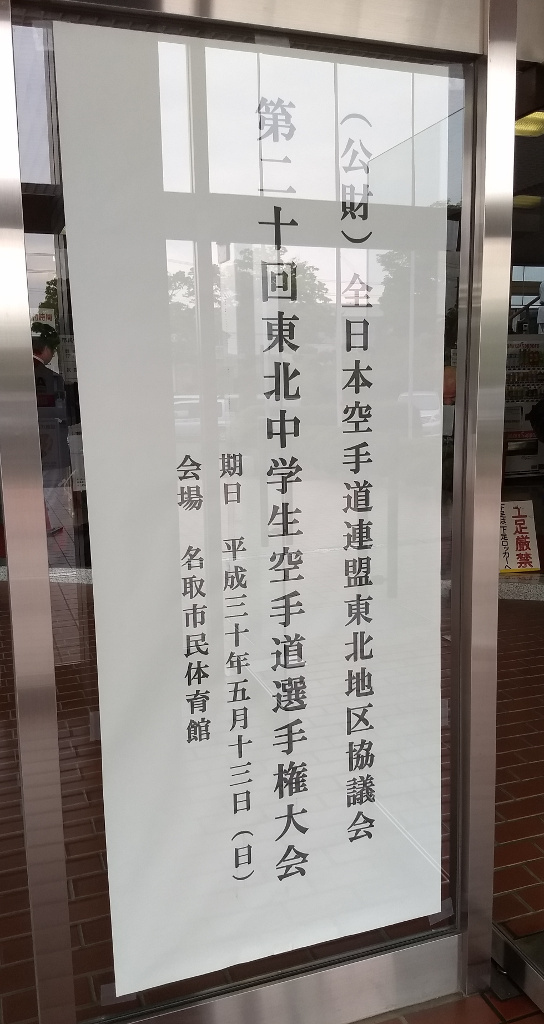 （公財）全日本空手道連盟東北地区協議会
第二十回東北中学生空手道選手権大会
期日　平成三十年五月十三日（日）
会場　名取市民体育館
土足厳禁